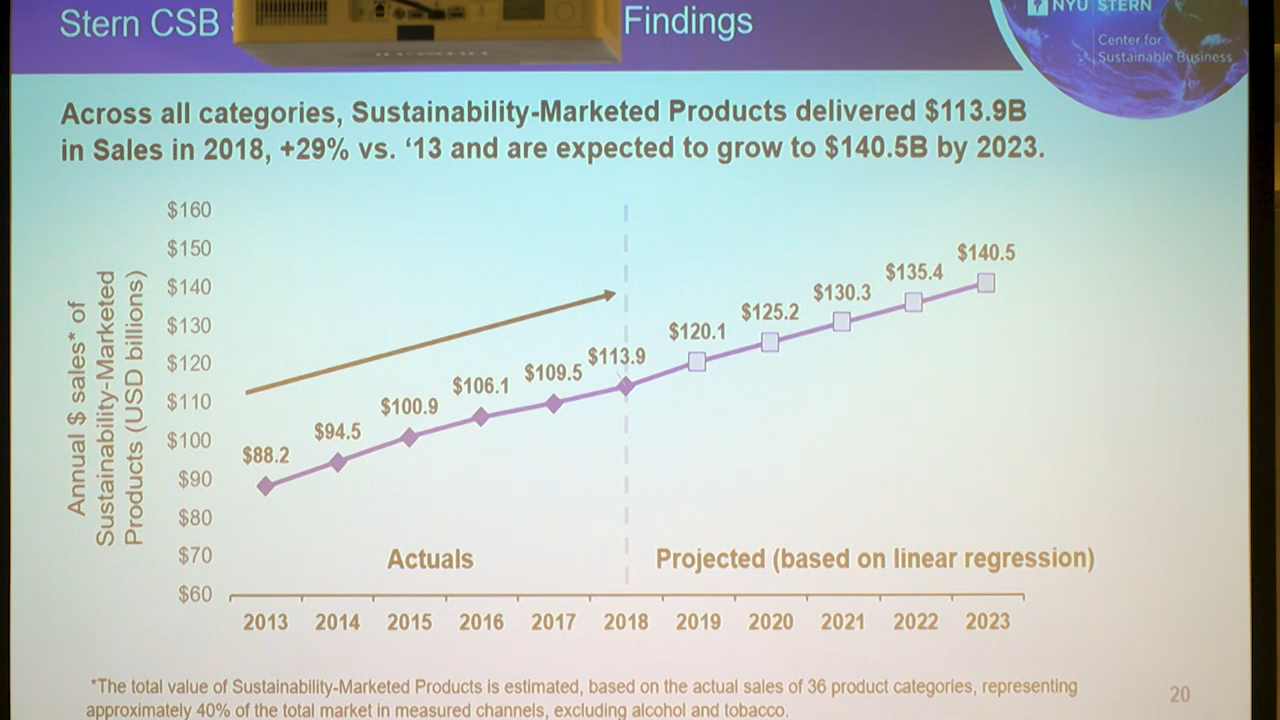 Stern CSB
Findings
NYU STERN
Center for
Sustainable Business
Across all categories, Sustainability-Marketed Products delivered $113.9B
in Sales in 2018, +29% vs. ‘13 and are expected to grow to $140.5B by 2023.
Annual $ sales* of
Sustainability-Marketed
Products (USD billions)
$160
$150
$140
$130
$120
$110
$100
$90
$80
$70
$60
$88.2
$94.5
$100.9
$106.1
$109.5
$113.9
$120.1
$125.2
$130.3
$135.4
$140.5
Actuals
Projected (based on linear regression)
2013 2014 2015 2016 2017 2018 2019 2020 2021 2022 2023
*The total value of Sustainability-Marketed Products is estimated, based on the actual sales of 36 product categories, representing
approximately 40% of the total market in measured channels, excluding alcohol and tobacco.
20